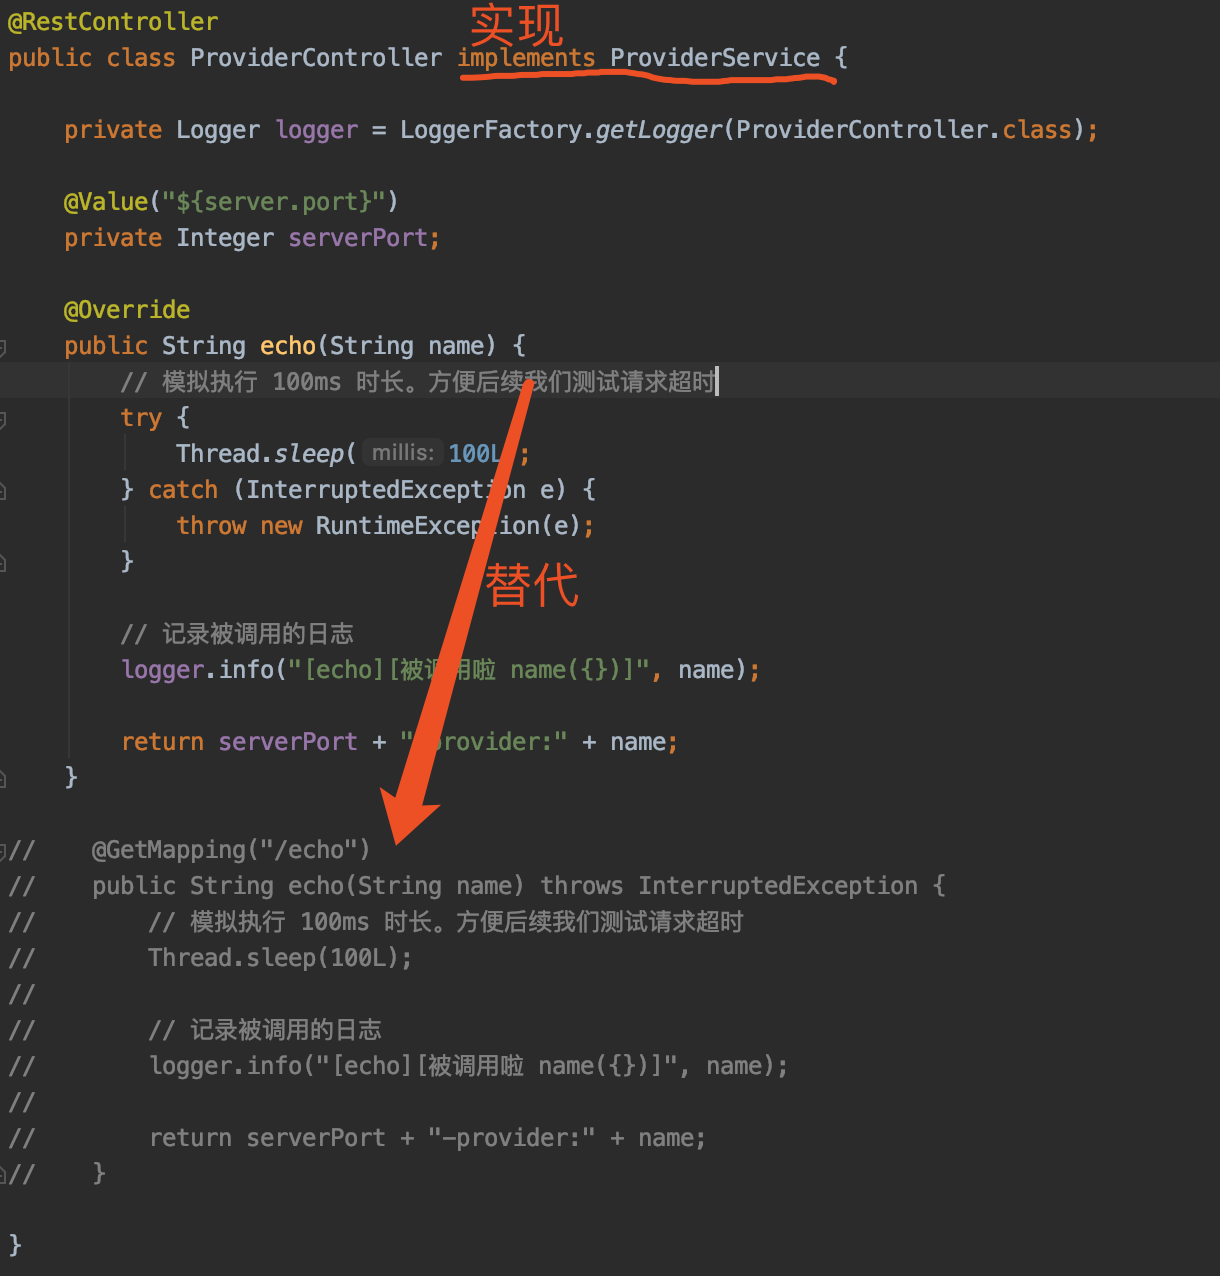 @RestController
实现
public class ProviderController implements ProviderService {
private Logger logger = LoggerFactory.getLogger(ProviderController.class);
@Value("${server.port}")
private Integer serverPort;
@Override
public String echo(String name) {
// 模拟执行 100ms 时长。方便后续我们测试请求超时
try {
Thread.sleep( millis: 100L ;
} catch (InterruptedException e) {
throw new RuntimeException(e);
}
替代
// 记录被调用的日志
logger.info("[echo][被调用啦 name({})]", name);
return serverPort + " provider:" + name;
}
// @GetMapping("/echo")
// public String echo(String name) throws InterruptedException {
// // 模拟执行 100ms 时长。方便后续我们测试请求超时
// Thread.sleep(100L);
//
// // 记录被调用的日志
// logger.info("[echo][被调用啦 name({})]", name);
//
// return serverPort + "-provider:" + name;
// }
}